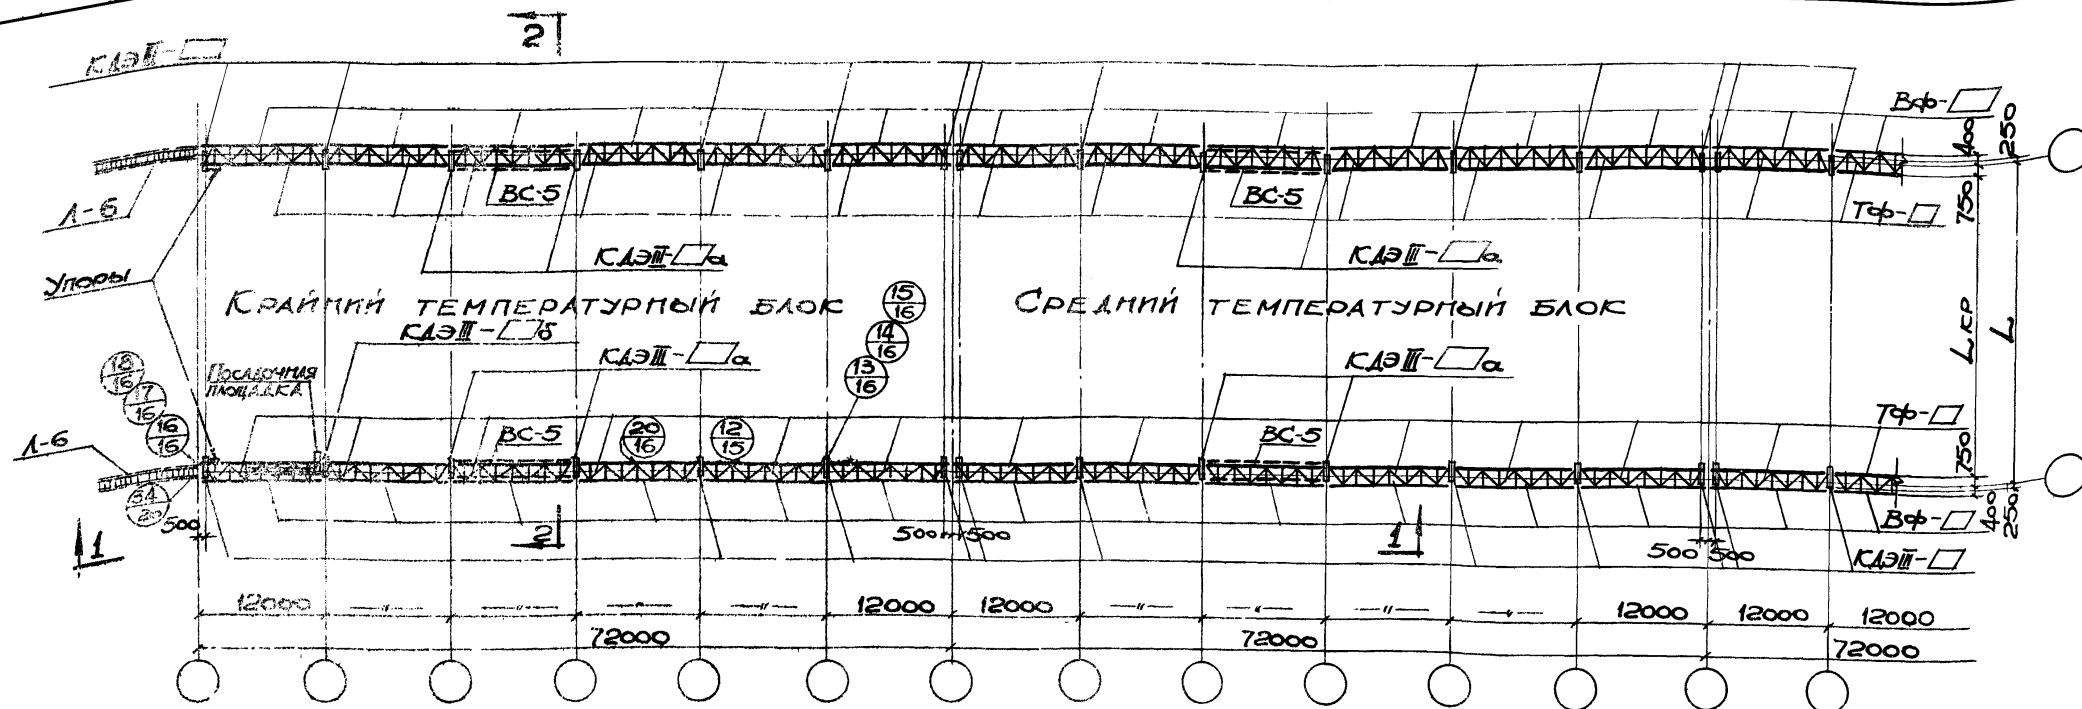 2
КДЭIII-
ВФ-
400
250
ВС-5
ВС-5
Л-6
ТФ-
750
КДЭIII- а
КДЭIII- а
Упоры
КРАЙНИЙ ТЕМПЕРАТУРНЫЙ БЛОК
СРЕДНИЙ ТЕМПЕРАТУРНЫЙ БЛОК
15
16
14
16
13
16
КДЭIII- б
КДЭIII- а
КДЭIII- а
Lкр
L
18
16
17
16
16
16
Посадочная
площадка
ТФ-
Л-6
ВС-5
20
16
12
15
ВС-5
750
34
20
500
1
2
500 500
1
500 500
ВФ-
400
250
КДЭIII-
12000 —"— —"— —"— —"— 12000 12000 —"— —"— —"— —"— 12000 12000 12000
72000 72000 72000